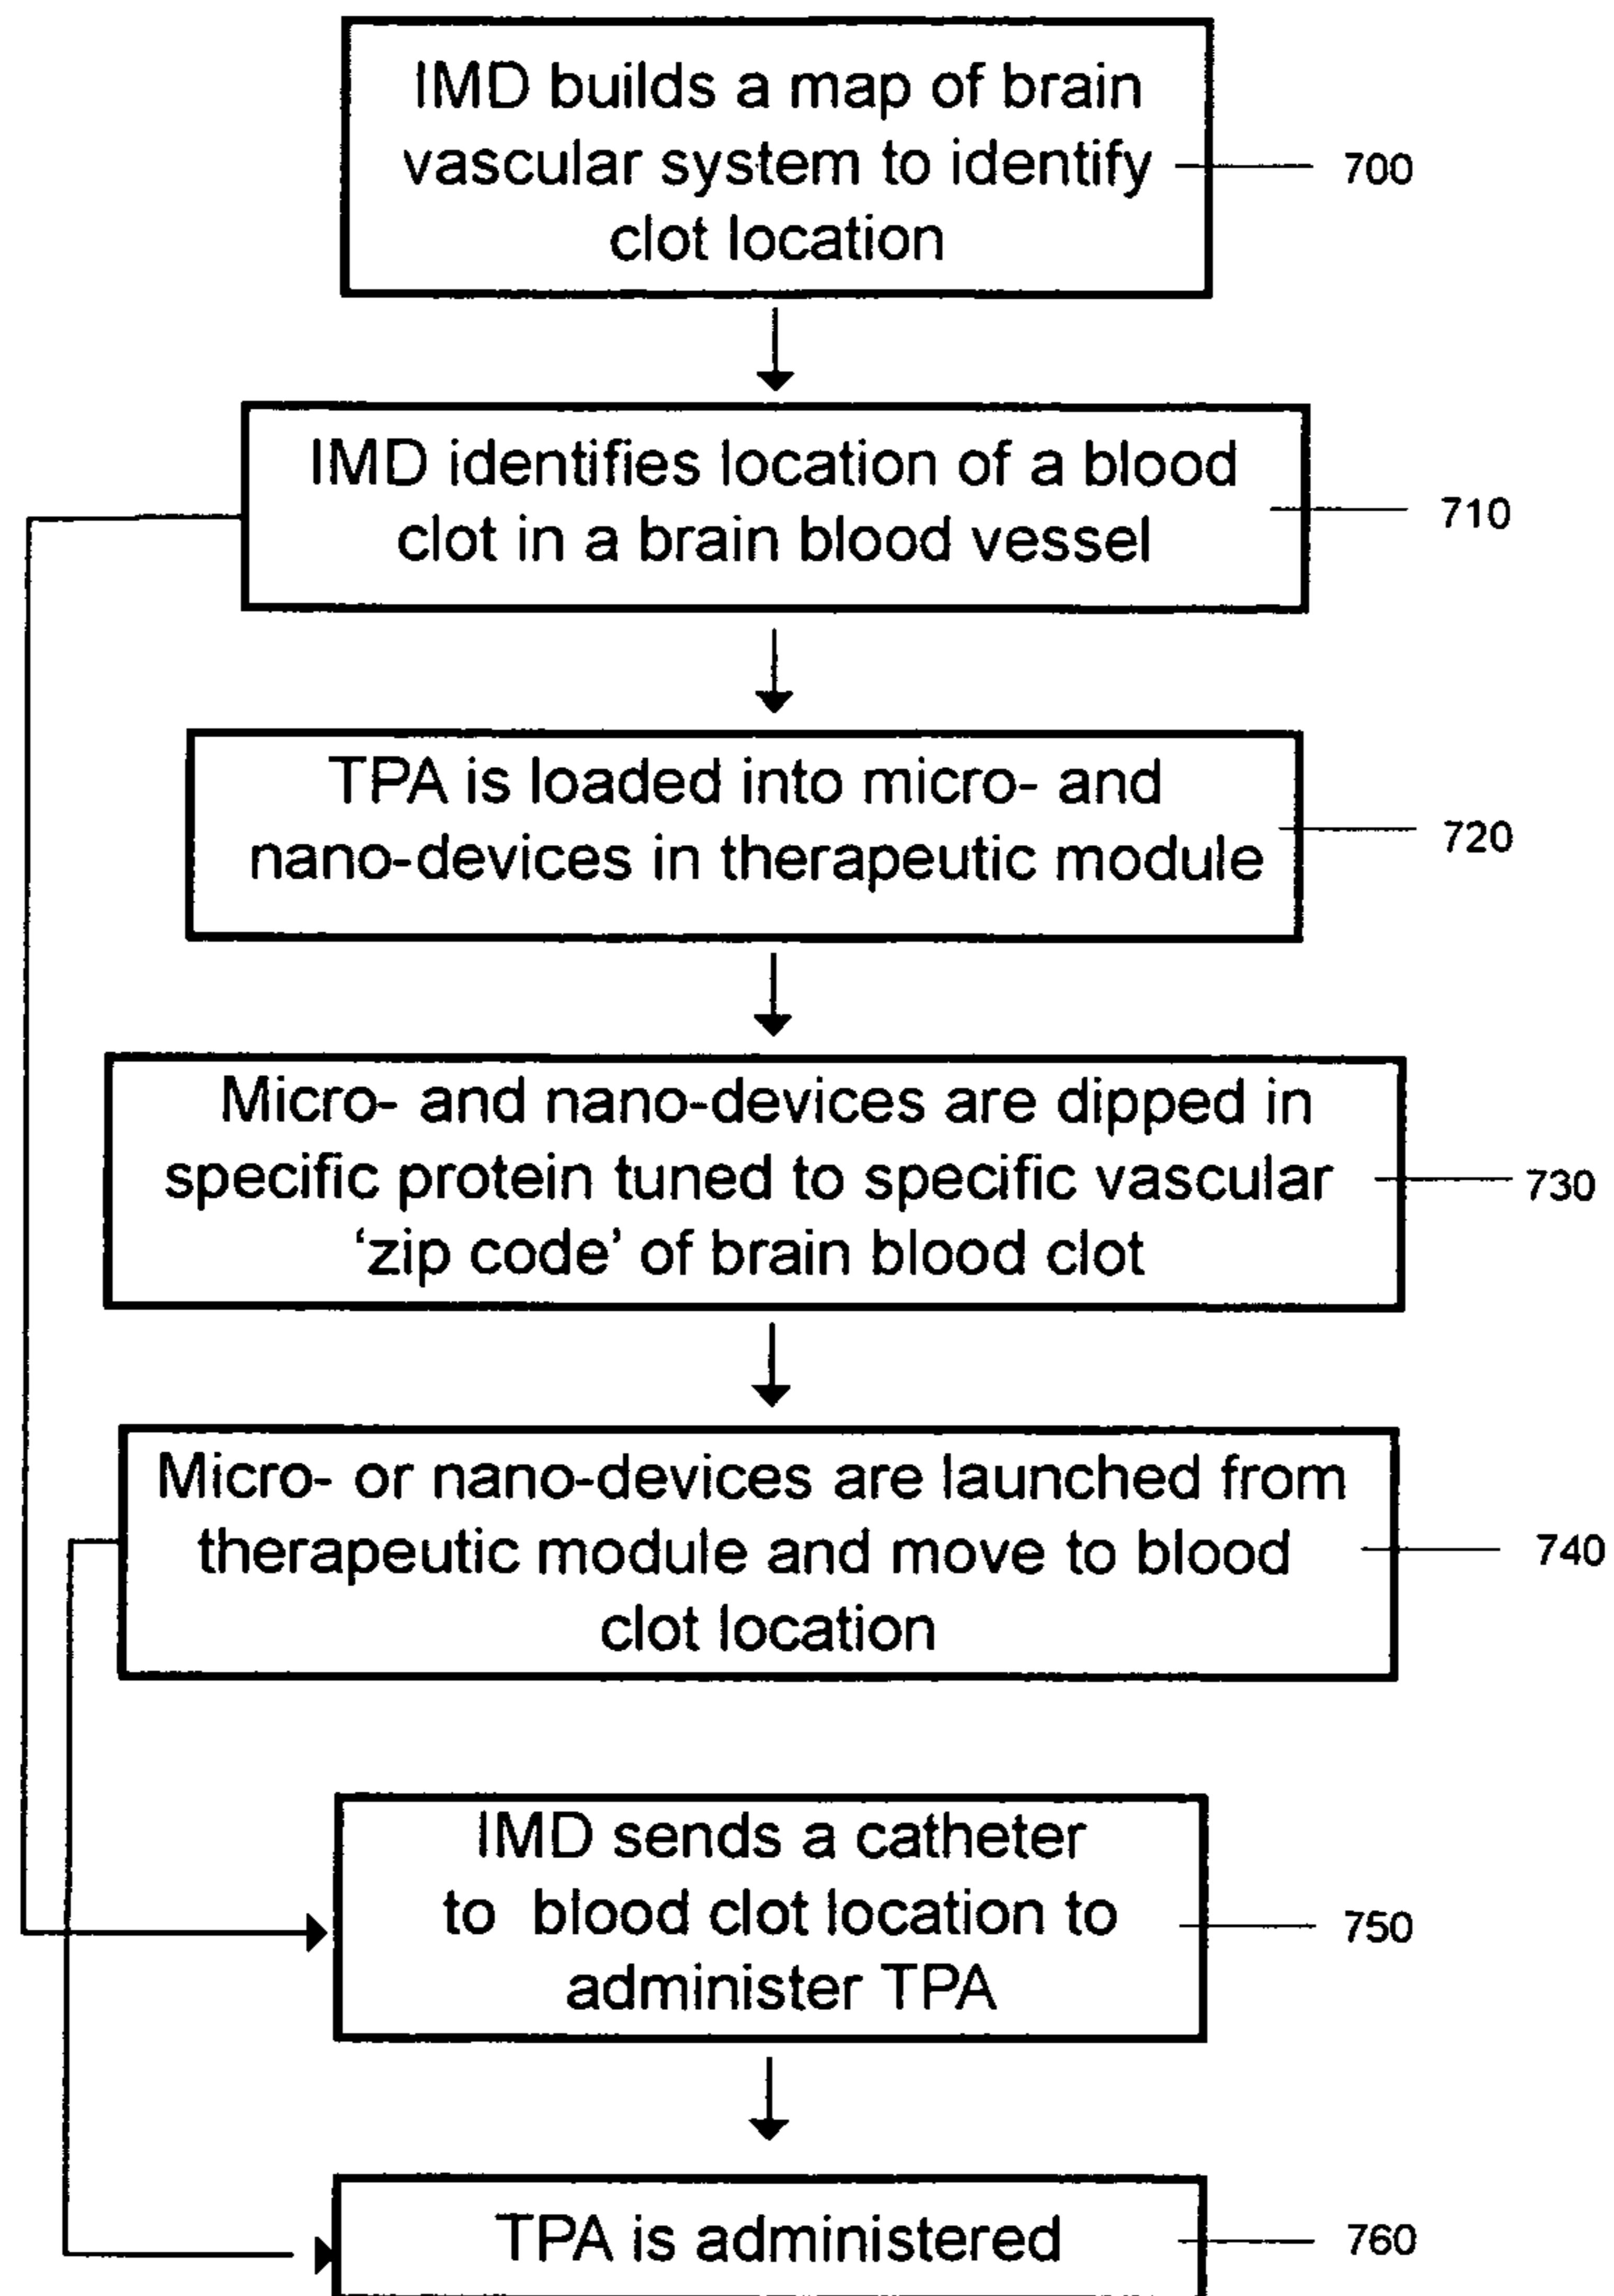 IMD builds a map of brain
vascular system to identify
clot location
700
IMD identifies location of a blood
clot in a brain blood vessel
710
TPA is loaded into micro- and
nano-devices in therapeutic module
720
Micro- and nano-devices are dipped in
specific protein tuned to specific vascular
‘zip code’ of brain blood clot
730
Micro- or nano-devices are launched from
therapeutic module and move to blood
clot location
740
IMD sends a catheter
to blood clot location to
administer TPA
750
TPA is administered
760